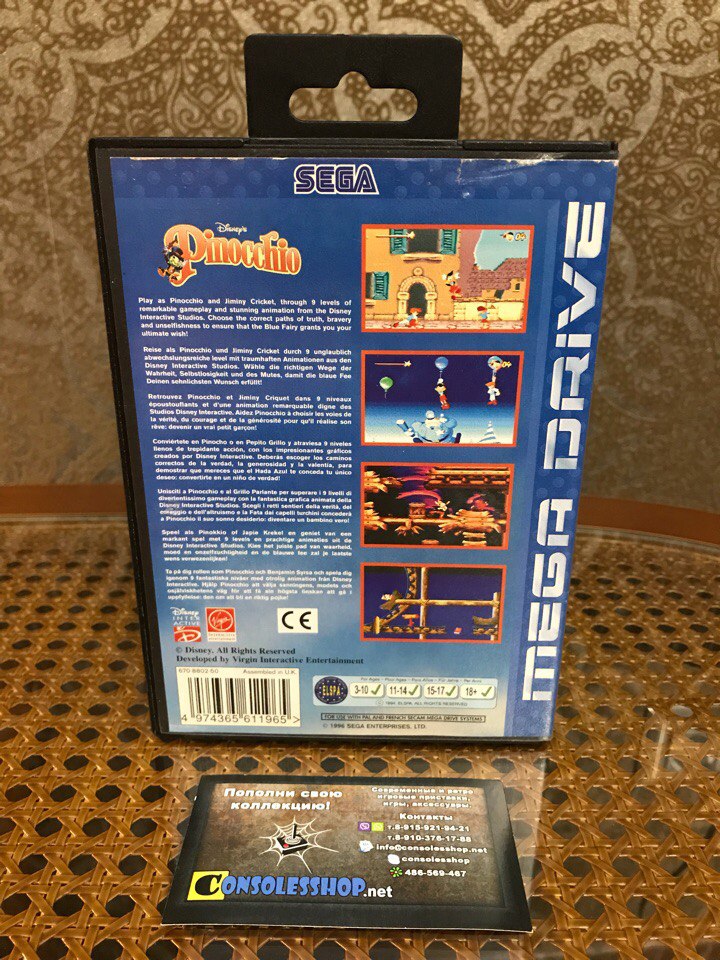 SEGA
Disney's
Pinocchio
Play as Pinocchio and Jiminy Cricket, through 9 levels of
remarkable gameplay and stunning animation from the Disney
Interactive Studios. Choose the correct paths of truth, bravery
and unselfishness to ensure that the Blue Fairy grants you your
ultimate wish!
Reise als Pinocchio und Jiminy Cricket durch 9 unglaublich
abwechslungsreiche level mit traumhaften Animationen aus den
Disney Interactive Studios. Wähle die richtigen Wege der
Wahrheit, Selbstlosigkeit und des Mutes, damit die blaue Fee
Deinen sehnlichsten Wunsch erfüllt!
Retrouvez Pinocchio et Jiminy Criquet dans 9 niveaux
époustouflants et d'une animation remarquable digne des
Studios Disney Interactive. Aidez Pinocchio à choisir les voies de
la vérité, du courage et de la générosité pour qu'il réalise son
rêve: devenir un vrai petit garçon!
Conviértete en Pinocho o en Pepito Grillo y atraviesa 9 niveles
llenos de trepidante acción, con los impresionantes gráficos
creados por Disney Interactive. Deberás escoger los caminos
correctos de la verdad, la generosidad y la valentía, para
demostrar que mereces que el Hada Azul te conceda tu único
deseo: convertirte en un niño de verdad!
Unisciti a Pinocchio e al Grillo Parlante per superare i 9 livelli di
divertentissimo gameplay con la fantastica grafica animata della
Disney Interactive Studios. Scegli i retti sentieri della verità, del
coraggio e dell'altruismo e la Fata dai capelli turchini concederà
a Pinocchio il suo sonno desiderio: diventare un bambino vero!
Speel als Pinokkio of Japie Krekel en geniet van een
markant spel met 9 levels en prachtige animaties uit de
Disney Interactive Studios. Kies het juiste pad van waarheid,
moed en onzelfzuchtigheid en de blauwe fee zal je laatste
wens verwezenlijken!
Ta på dig rollen som Pinocchio och Benjamin Syrsa och spela dig
igenom 9 fantastiska nivåer med otrolig animation från Disney
Interactive. Hjälp Pinocchio att välja sanningens, modets och
osjälviskhetens väg för att få sin högsta önskan att gå i
uppfyllelse: den om att bli en riktig pojke!
MEGA DRIVE
Disney
INTER
ACTIVE
Virgin
CE
© Disney. All Rights Reserved
Developed by Virgin Interactive Entertainment
670-8802-50 Assembled in U.K.
4 974365 611965 >
ELSPA
3-10 11-14 15-17 18+
© 1994 ELSPA. ALL RIGHTS RESERVED
FOR USE WITH PAL AND FRENCH SECAM MEGA DRIVE SYSTEMS
© 1996 SEGA ENTERPRISES, LTD.
Пополни свою
коллекцию!
Современные и ретро
игровые приставки,
игры, аксессуары.
Контакты
т.8-915-921-94-21
т.8-910-376-17-88
info@consolesshop.net
consolesshop
486-569-467
CONSOLESSHOP.net